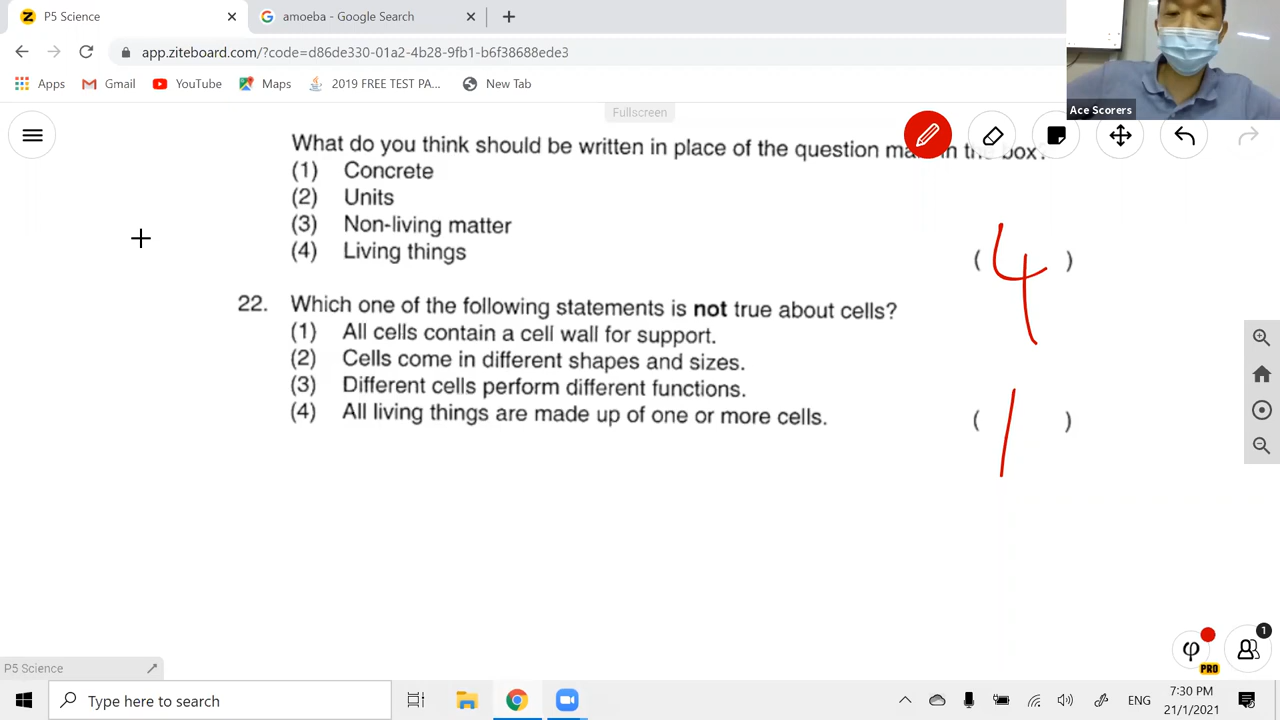 P5 Science
amoeba - Google Search
app.ziteboard.com/?code=d86de330-01a2-4b28-9fb1-b6f38688ede3
Apps Gmail YouTube Maps 2019 FREE TEST PA... New Tab
Ace Scorers
Fullscreen
What do you think should be written in place of the question ma in the box?
(1) Concrete
(2) Units
(3) Non-living matter
(4) Living things
( 4 )
22. Which one of the following statements is not true about cells?
(1) All cells contain a cell wall for support.
(2) Cells come in different shapes and sizes.
(3) Different cells perform different functions.
(4) All living things are made up of one or more cells.
( 1 )
1
φ
PRO
P5 Science
Type here to search
ENG
7:30 PM
21/1/2021